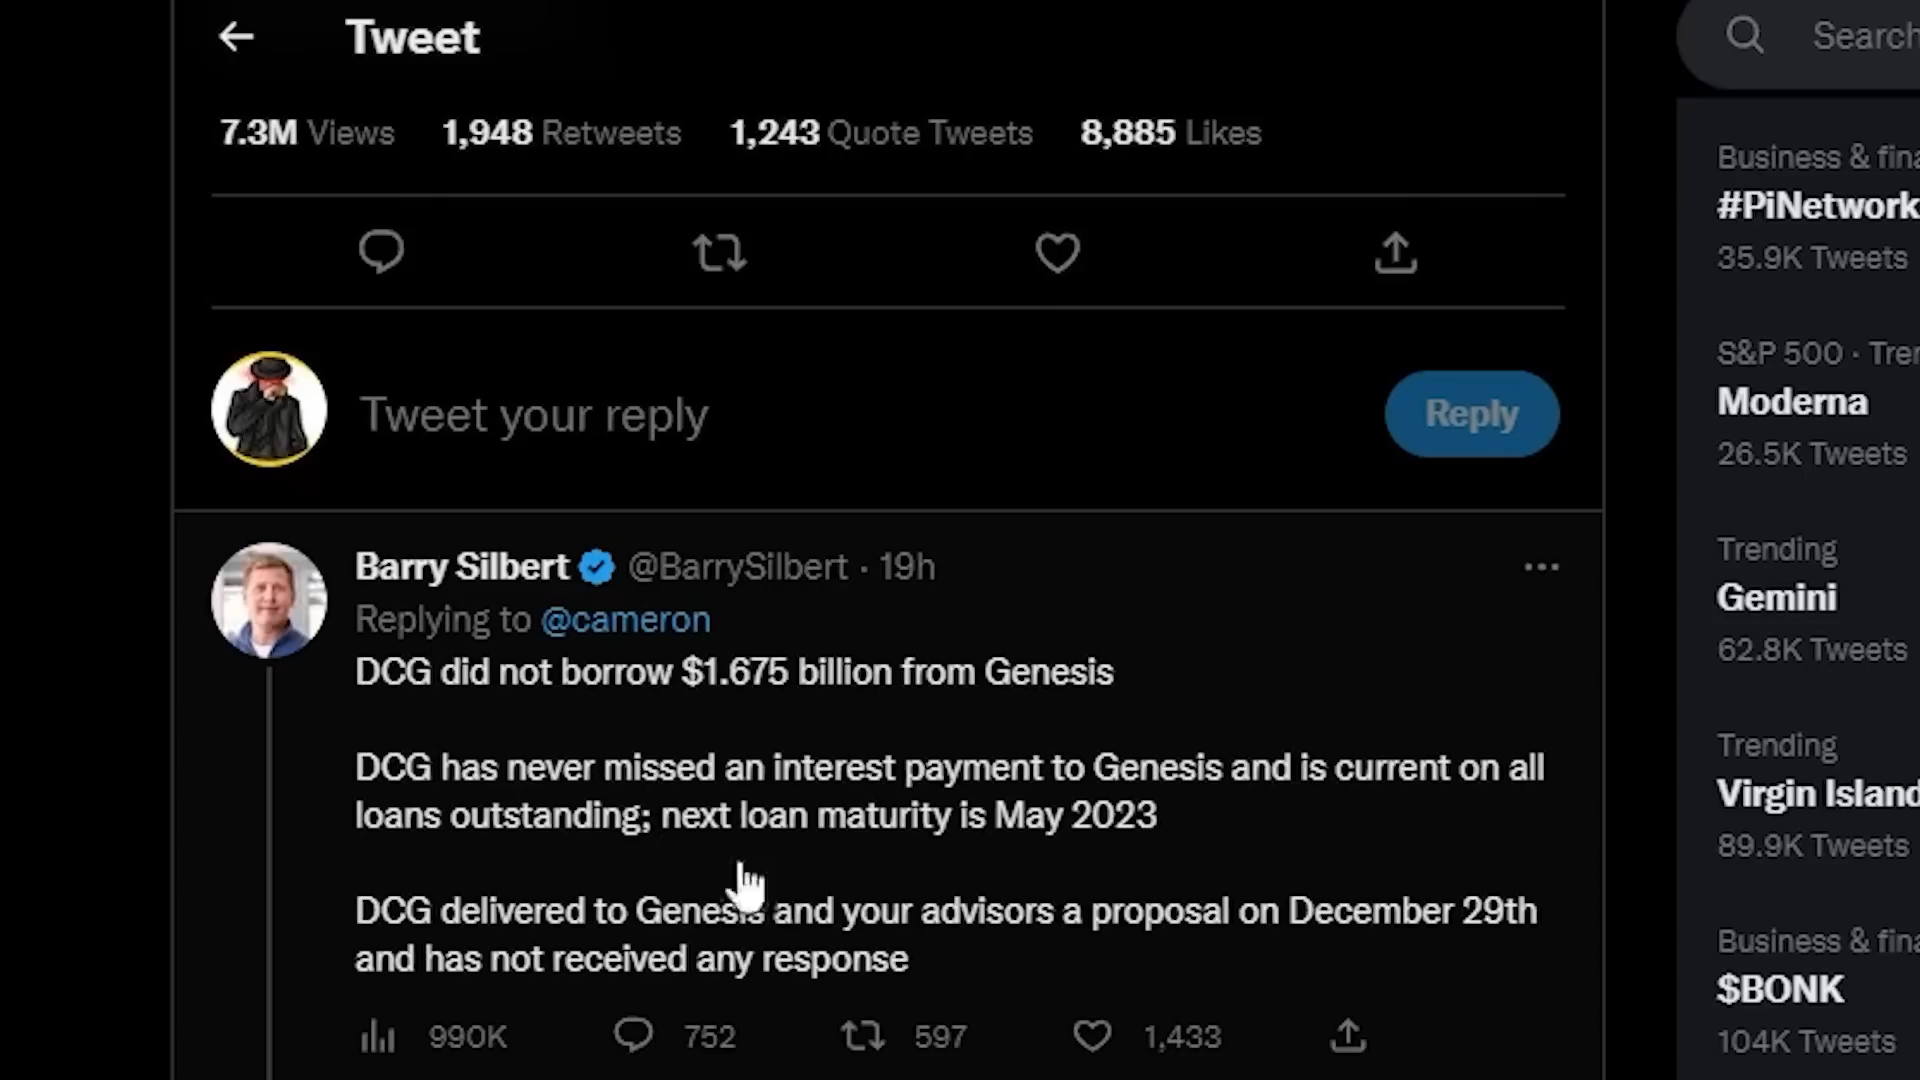 Tweet
Search
7.3M Views 1,948 Retweets 1,243 Quote Tweets 8,885 Likes
Tweet your reply
Reply
Barry Silbert @BarrySilbert · 19h
Replying to @cameron
DCG did not borrow $1.675 billion from Genesis
DCG has never missed an interest payment to Genesis and is current on all
loans outstanding; next loan maturity is May 2023
DCG delivered to Genesis and your advisors a proposal on December 29th
and has not received any response
990K 752 597 1,433
Business & fina
#PiNetwork
35.9K Tweets
S&P 500 · Tren
Moderna
26.5K Tweets
Trending
Gemini
62.8K Tweets
Trending
Virgin Island
89.9K Tweets
Business & fina
$BONK
104K Tweets